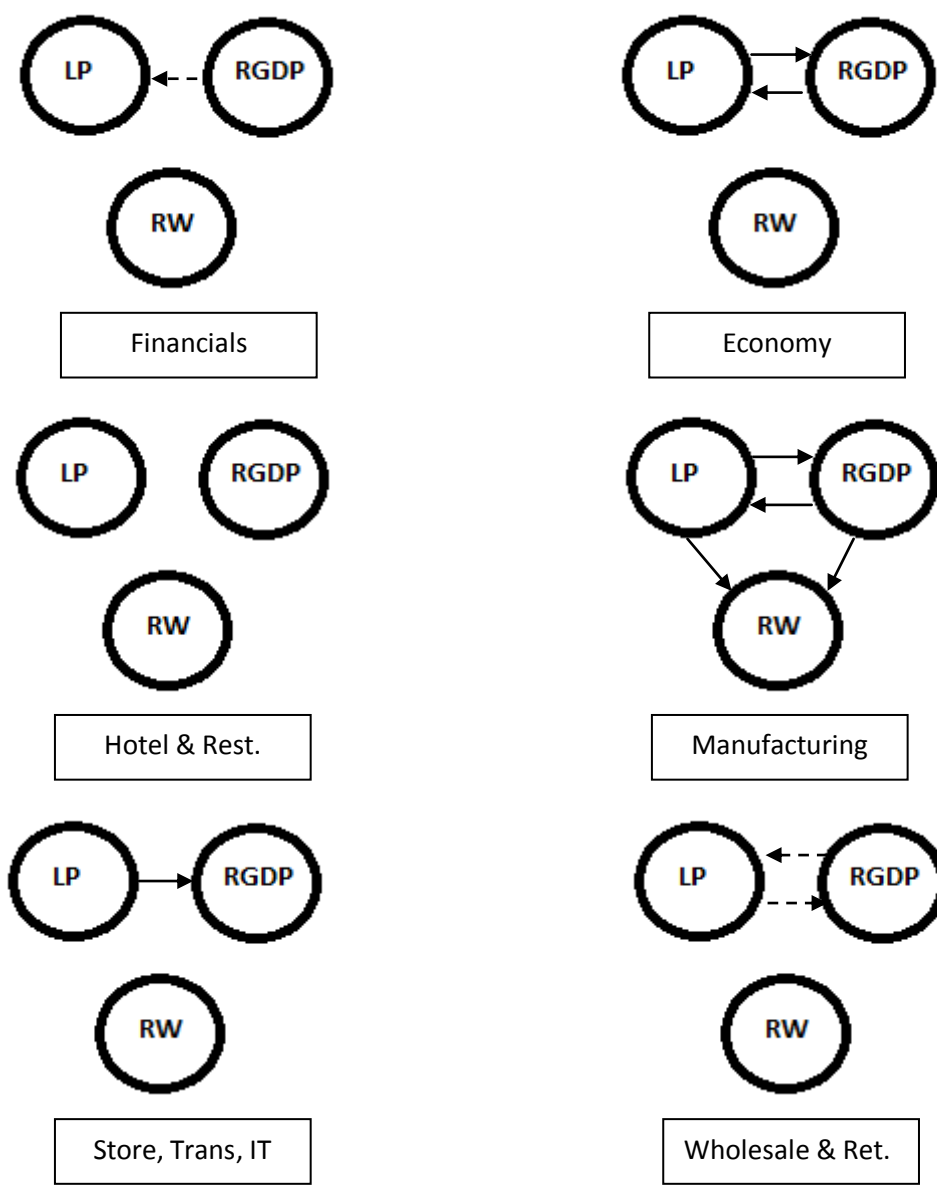 LP RGDP
RW
Financials
LP RGDP
RW
Economy
LP RGDP
RW
Hotel & Rest.
LP RGDP
RW
Manufacturing
LP RGDP
RW
Store, Trans, IT
LP RGDP
RW
Wholesale & Ret.